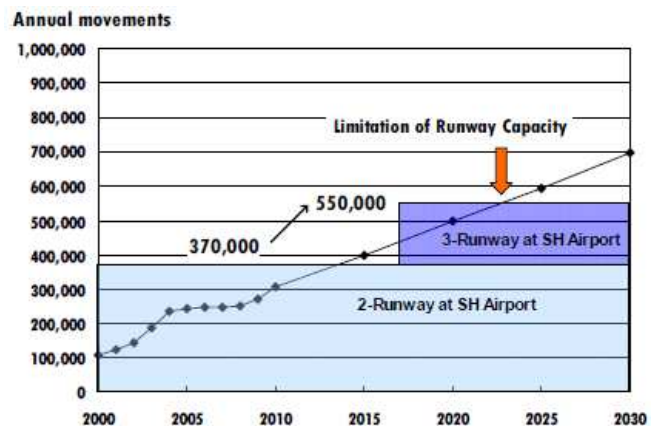 Annual movements
1,000,000
900,000
800,000
700,000
600,000
500,000
400,000
300,000
200,000
100,000
0
Limitation of Runway Capacity
550,000
370,000
3-Runway at SH Airport
2-Runway at SH Airport
2000 2005 2010 2015 2020 2025 2030